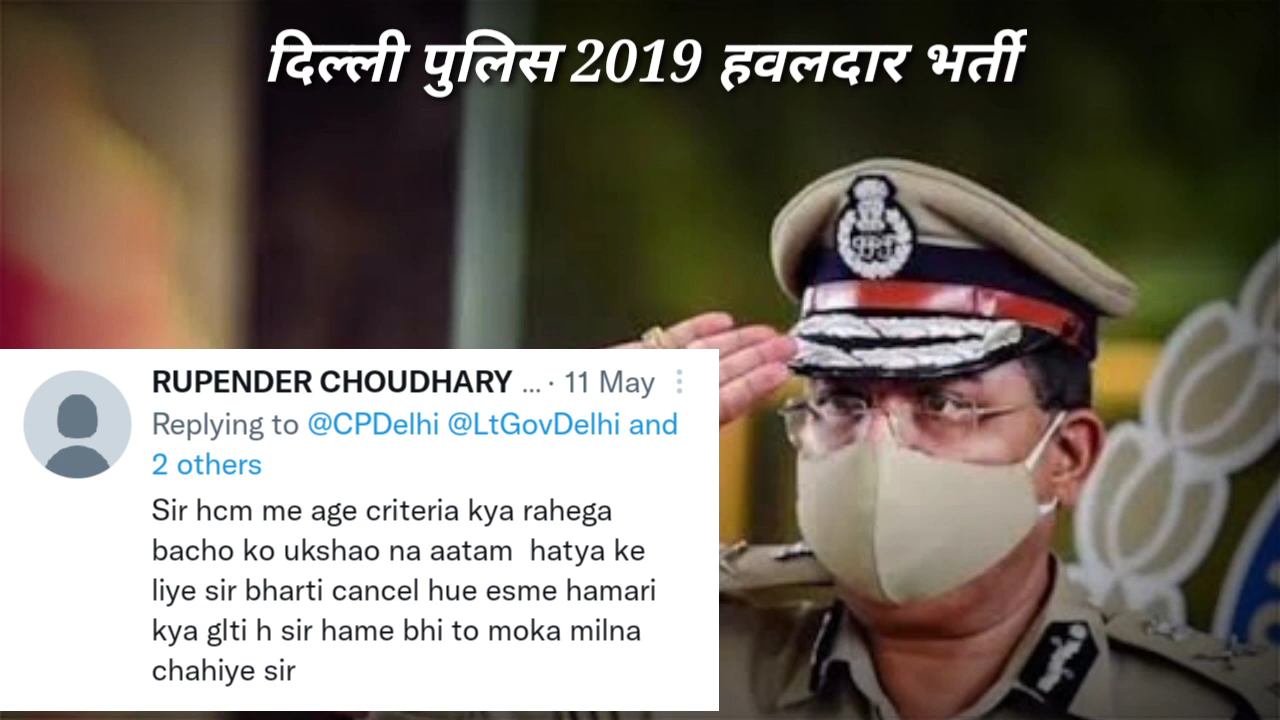 दिल्ली पुलिस 2019 हवलदार भर्ती
RUPENDER CHOUDHARY ... · 11 May
Replying to @CPDelhi @LtGovDelhi and
2 others
Sir hcm me age criteria kya rahega
bacho ko ukshao na aatam hatya ke
liye sir bharti cancel hue esme hamari
kya glti h sir hame bhi to moka milna
chahiye sir